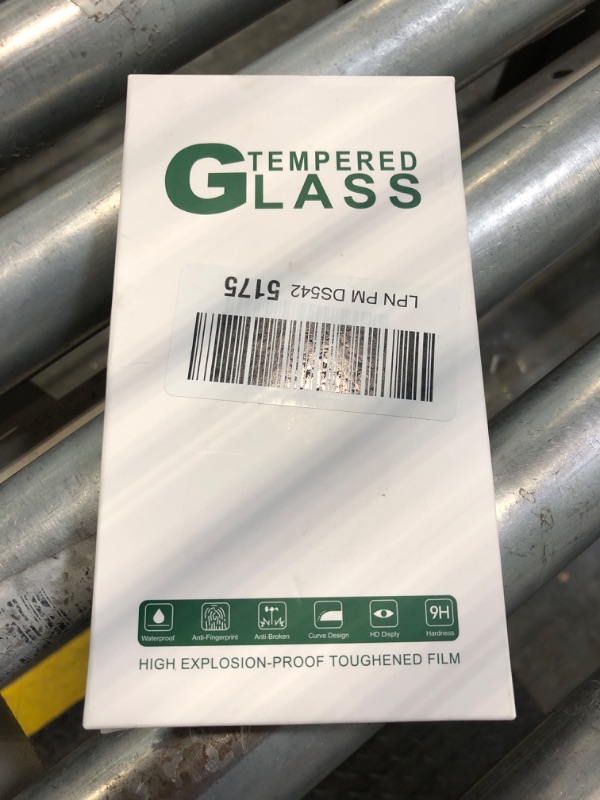 TEMPERED
GLASS
LPN PM DS542 5175
Waterproof Anti-Fingerprint Anti-Broken Curve Design HD Disply 9H Hardness
HIGH EXPLOSION-PROOF TOUGHENED FILM